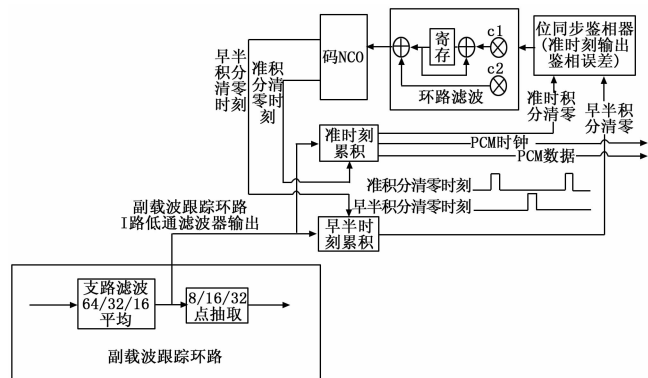 早半积
分清零
时刻
准积
分清
零时
刻
码NCO
寄
存
c1
c2
环路滤波
位同步鉴相器
(准时刻输出
鉴相误差)
准时积
分清零
早半积
分清零
准时刻
累积
PCM时钟
PCM数据
准积分清零时刻
早半积分清零时刻
副载波跟踪环路
I路低通滤波器输出
早半时
刻累积
支路滤波
64/32/16
平均
8/16/32
点抽取
副载波跟踪环路